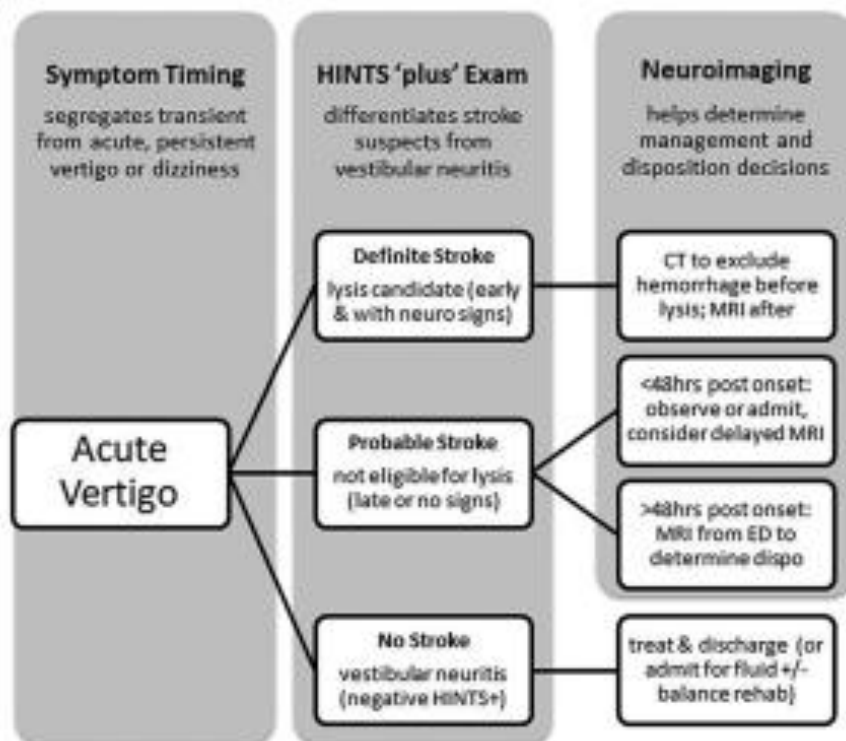 Symptom Timing
segregates transient
from acute, persistent
vertigo or dizziness
HINTS ‘plus’ Exam
differentiates stroke
suspects from
vestibular neuritis
Neuroimaging
helps determine
management and
disposition decisions
Acute
Vertigo
Definite Stroke
lysis candidate (early
& with neuro signs)
CT to exclude
hemorrhage before
lysis; MRI after
Probable Stroke
not eligible for lysis
(late or no signs)
<48hrs post onset:
observe or admit,
consider delayed MRI
>48hrs post onset:
MRI from ED to
determine dispo
No Stroke
vestibular neuritis
(negative HINTS+)
treat & discharge (or
admit for fluid +/-
balance rehab)